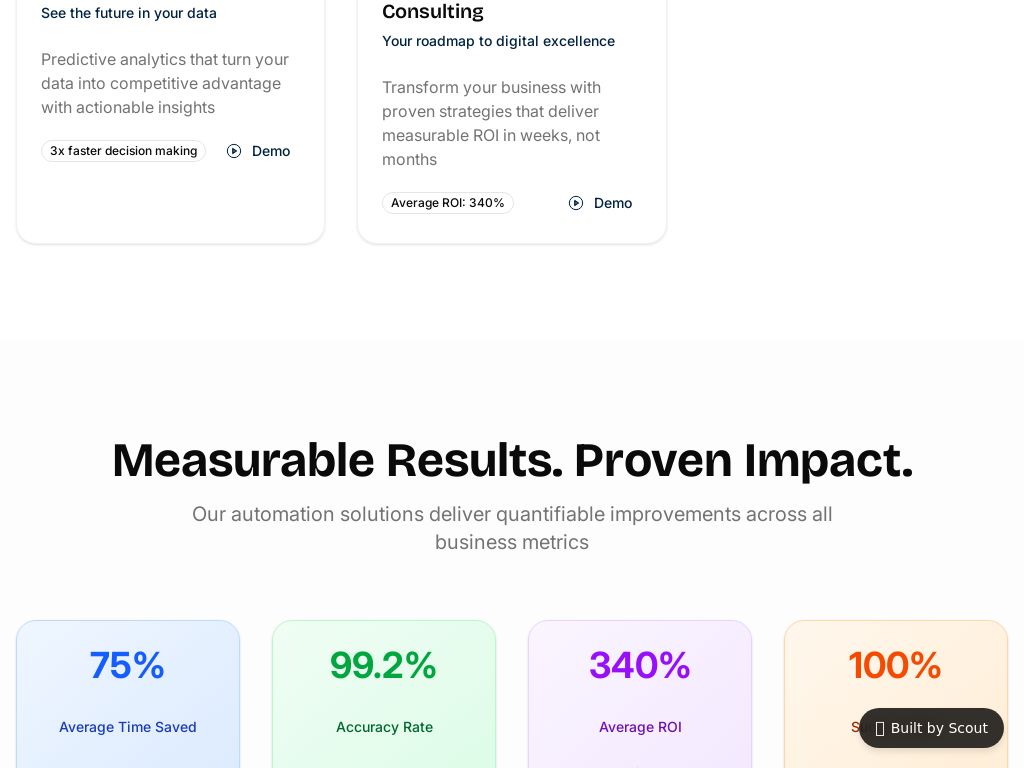 See the future in your data
Predictive analytics that turn your
data into competitive advantage
with actionable insights
3x faster decision making
Demo
Consulting
Your roadmap to digital excellence
Transform your business with
proven strategies that deliver
measurable ROI in weeks, not
months
Average ROI: 340%
Demo
Measurable Results. Proven Impact.
Our automation solutions deliver quantifiable improvements across all
business metrics
75%
Average Time Saved
99.2%
Accuracy Rate
340%
Average ROI
100%
Built by Scout